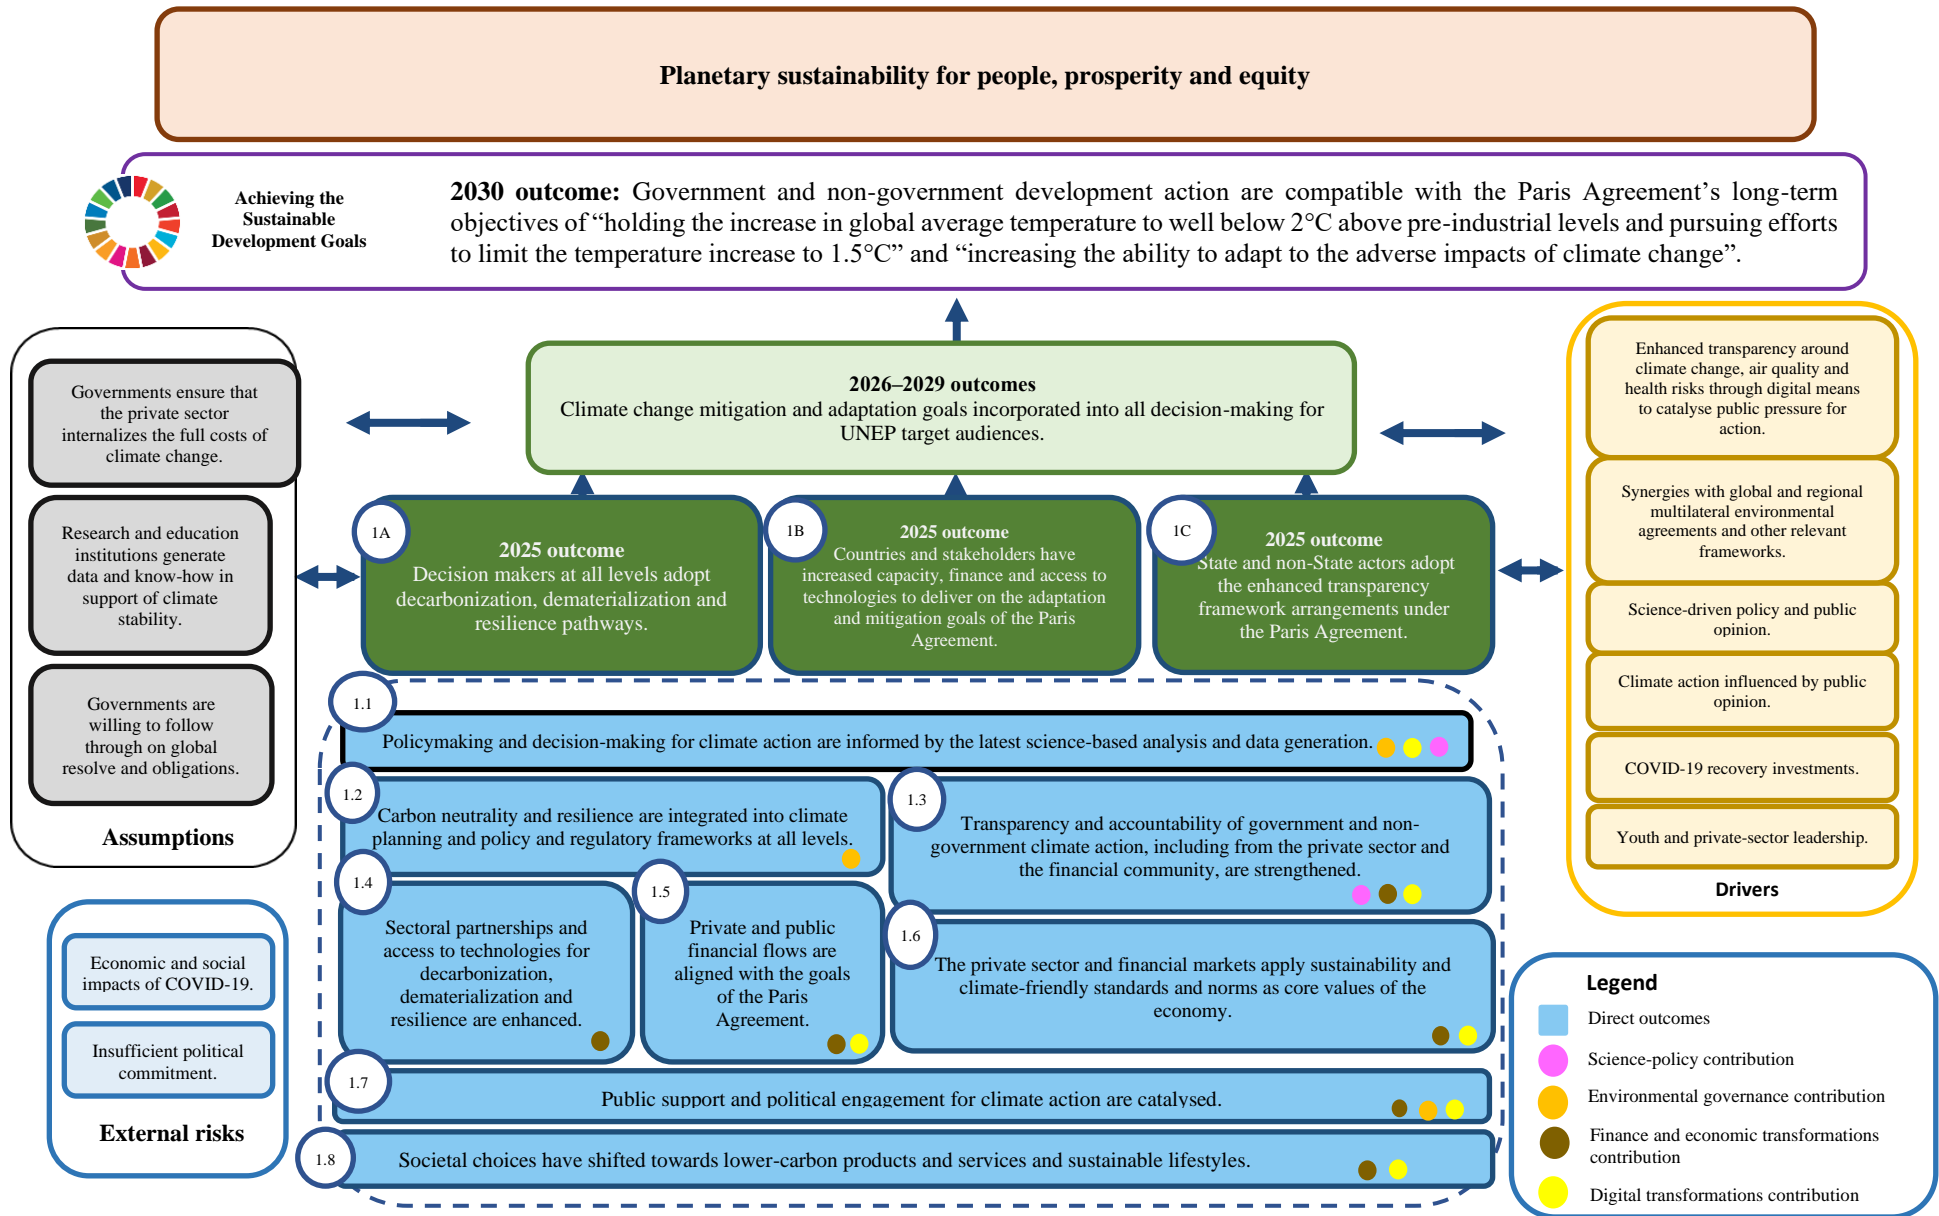 Planetary sustainability for people, prosperity and equity
Achieving the
Sustainable
Development Goals
2030 outcome: Government and non-government development action are compatible with the Paris Agreement’s long-term
objectives of “holding the increase in global average temperature to well below 2°C above pre-industrial levels and pursuing efforts
to limit the temperature increase to 1.5°C” and “increasing the ability to adapt to the adverse impacts of climate change”.
Governments ensure that
the private sector
internalizes the full costs of
climate change.
Research and education
institutions generate
data and know-how in
support of climate
stability.
Governments are
willing to follow
through on global
resolve and obligations.
Assumptions
Economic and social
impacts of COVID-19.
Insufficient political
commitment.
External risks
2026–2029 outcomes
Climate change mitigation and adaptation goals incorporated into all decision-making for
UNEP target audiences.
1A
2025 outcome
Decision makers at all levels adopt
decarbonization, dematerialization and
resilience pathways.
1B
2025 outcome
Countries and stakeholders have
increased capacity, finance and access to
technologies to deliver on the adaptation
and mitigation goals of the Paris
Agreement.
1C
2025 outcome
State and non-State actors adopt
the enhanced transparency
framework arrangements under
the Paris Agreement.
1.1
Policymaking and decision-making for climate action are informed by the latest science-based analysis and data generation.
1.2
Carbon neutrality and resilience are integrated into climate
planning and policy and regulatory frameworks at all levels.
1.3
Transparency and accountability of government and non-
government climate action, including from the private sector and
the financial community, are strengthened.
1.4
Sectoral partnerships and
access to technologies for
decarbonization,
dematerialization and
resilience are enhanced.
1.5
Private and public
financial flows are
aligned with the goals
of the Paris
Agreement.
1.6
The private sector and financial markets apply sustainability and
climate-friendly standards and norms as core values of the
economy.
1.7
Public support and political engagement for climate action are catalysed.
1.8
Societal choices have shifted towards lower-carbon products and services and sustainable lifestyles.
Enhanced transparency around
climate change, air quality and
health risks through digital means
to catalyse public pressure for
action.
Synergies with global and regional
multilateral environmental
agreements and other relevant
frameworks.
Science-driven policy and public
opinion.
Climate action influenced by public
opinion.
COVID-19 recovery investments.
Youth and private-sector leadership.
Drivers
Legend
Direct outcomes
Science-policy contribution
Environmental governance contribution
Finance and economic transformations
contribution
Digital transformations contribution